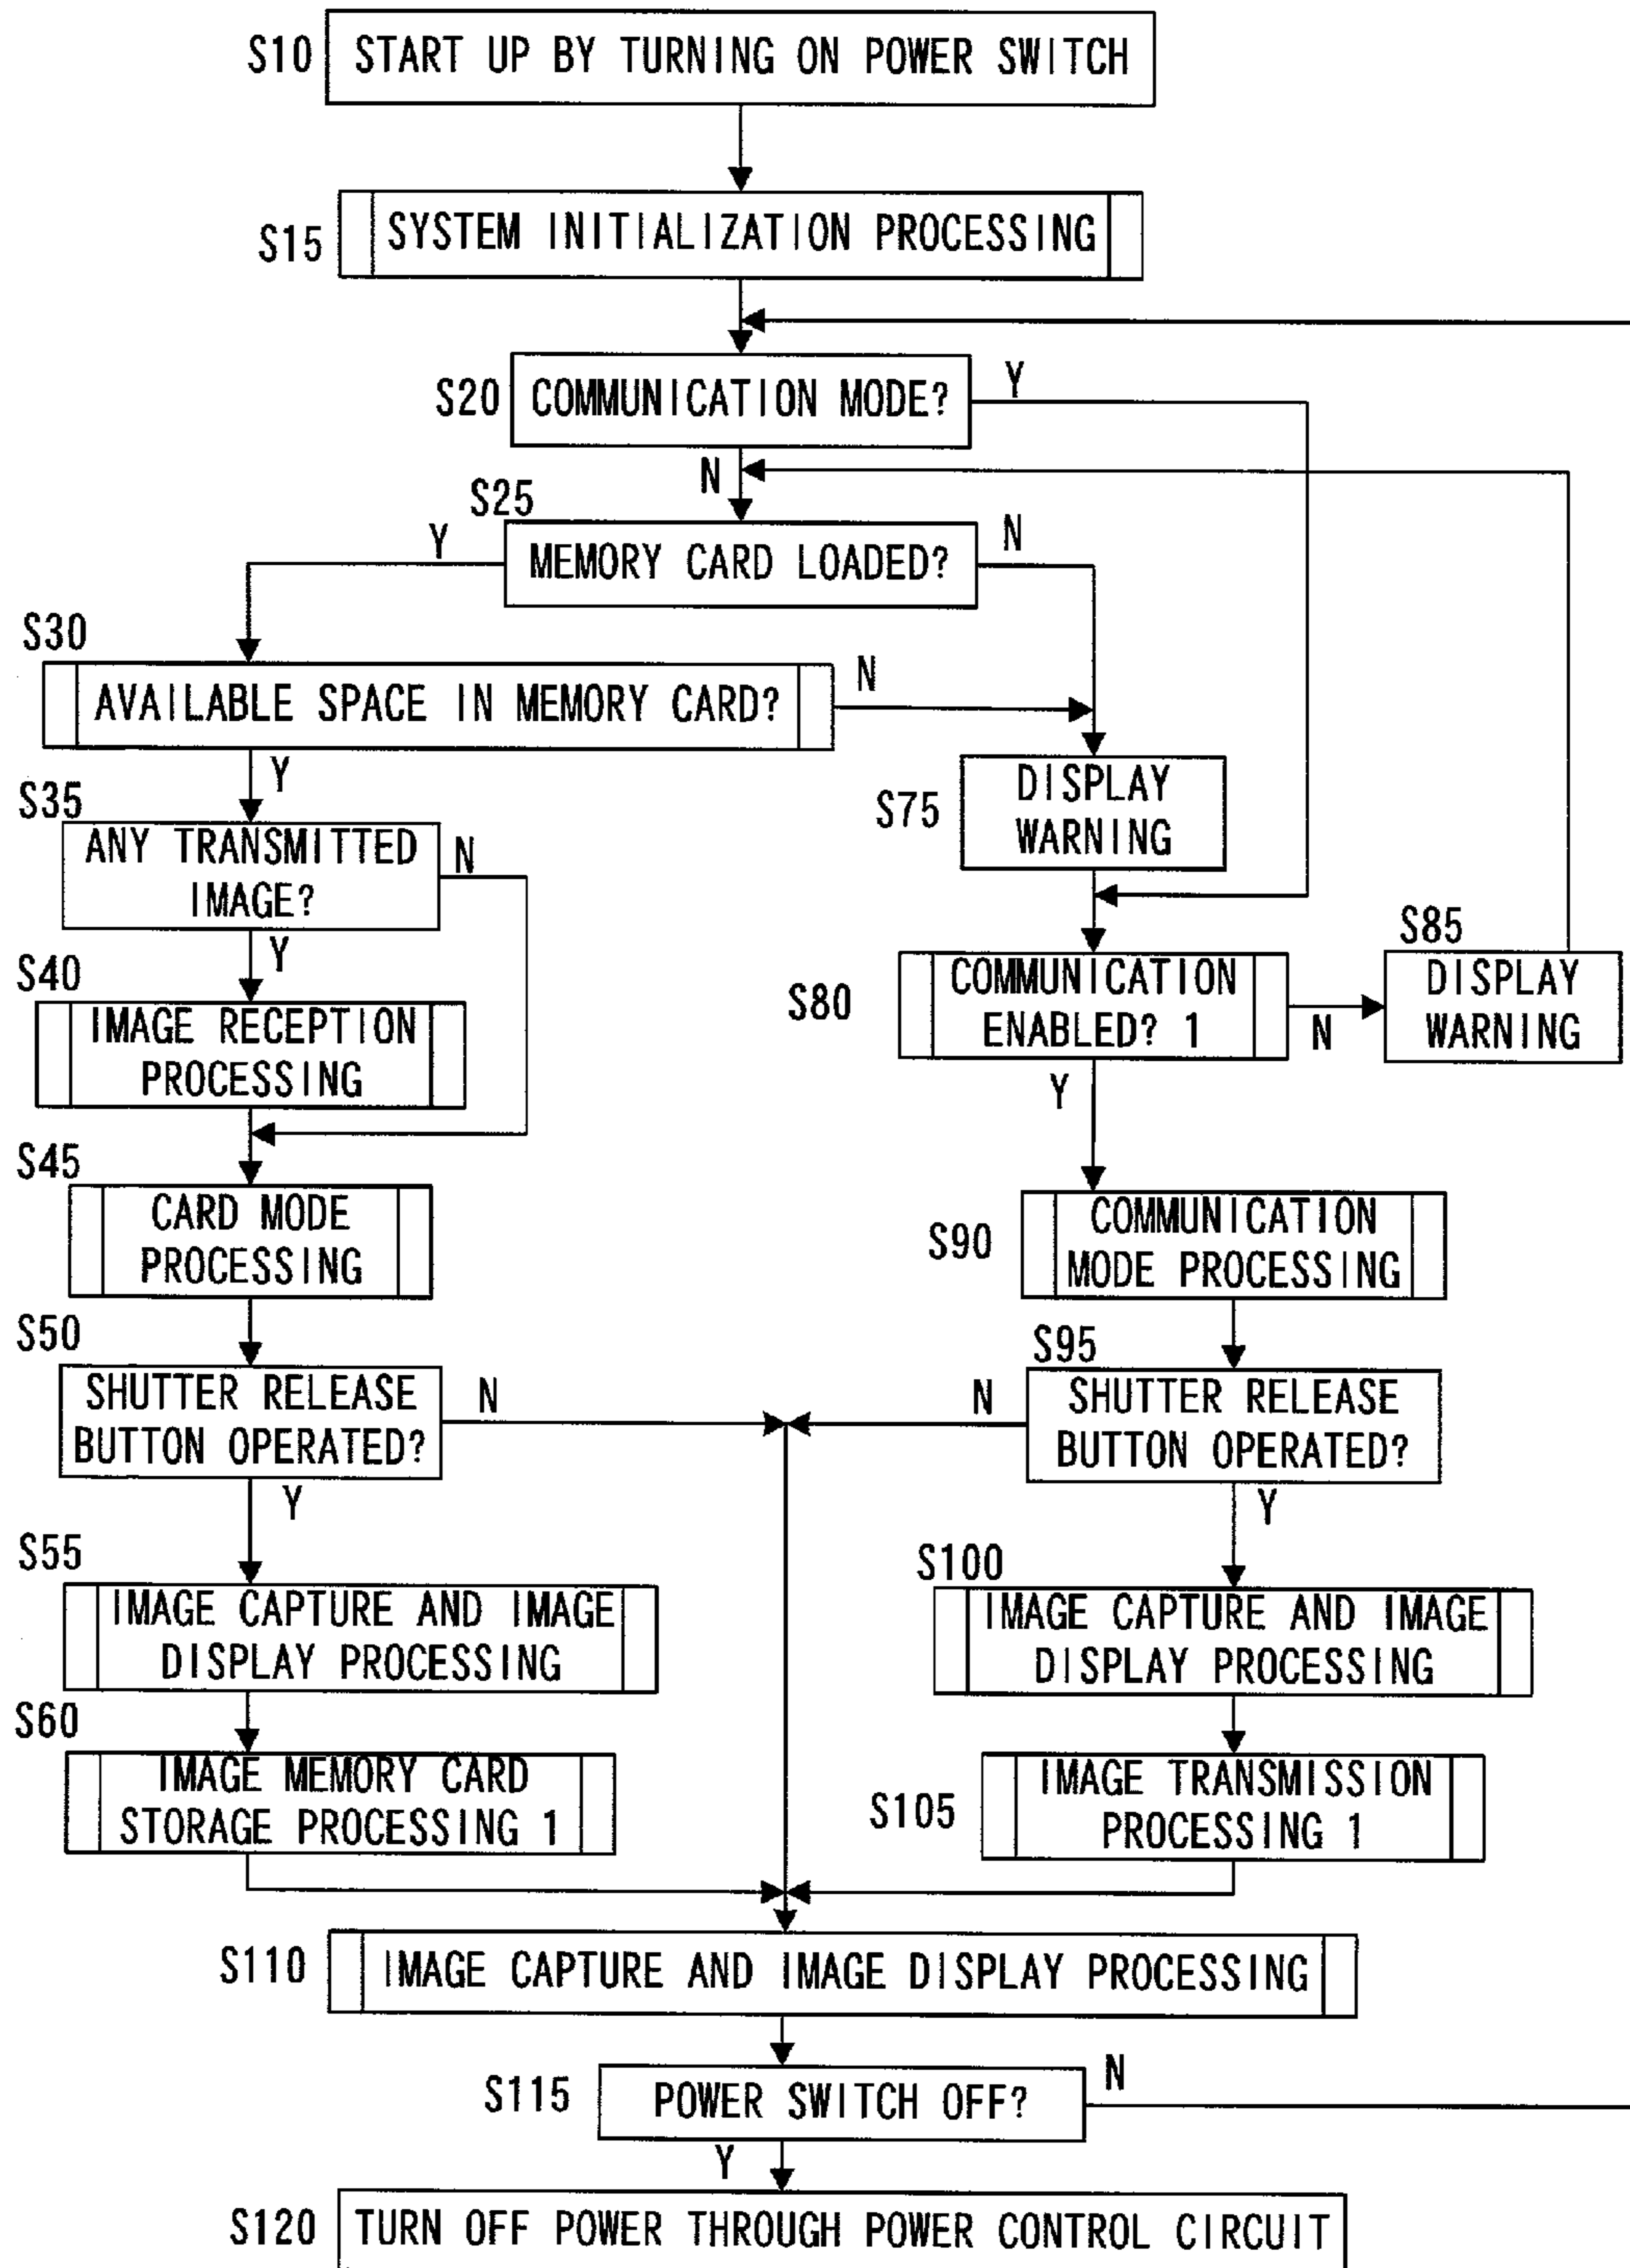 S10 START UP BY TURNING ON POWER SWITCH
S15 SYSTEM INITIALIZATION PROCESSING
S20 COMMUNICATION MODE?
Y
N
S25
MEMORY CARD LOADED?
Y
N
S30
AVAILABLE SPACE IN MEMORY CARD?
N
Y
S35
ANY TRANSMITTED
IMAGE?
N
Y
S40
IMAGE RECEPTION
PROCESSING
S45
CARD MODE
PROCESSING
S50
SHUTTER RELEASE
BUTTON OPERATED?
N
Y
S55
IMAGE CAPTURE AND IMAGE
DISPLAY PROCESSING
S60
IMAGE MEMORY CARD
STORAGE PROCESSING 1
S75
DISPLAY
WARNING
S80
COMMUNICATION
ENABLED? 1
N
Y
S85
DISPLAY
WARNING
S90
COMMUNICATION
MODE PROCESSING
S95
SHUTTER RELEASE
BUTTON OPERATED?
N
Y
S100
IMAGE CAPTURE AND IMAGE
DISPLAY PROCESSING
S105
IMAGE TRANSMISSION
PROCESSING 1
S110 IMAGE CAPTURE AND IMAGE DISPLAY PROCESSING
S115 POWER SWITCH OFF?
N
Y
S120 TURN OFF POWER THROUGH POWER CONTROL CIRCUIT